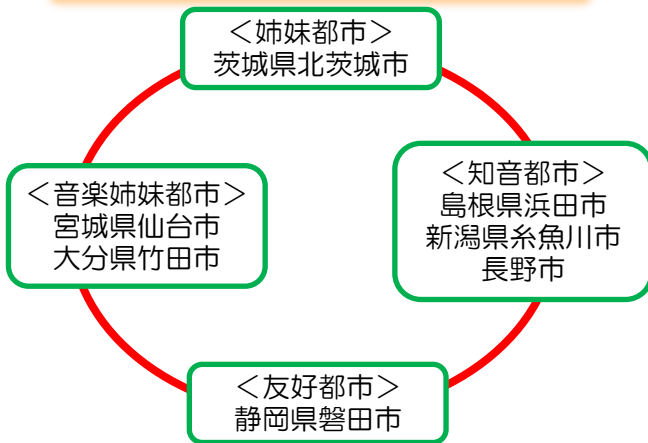 ＜姉妹都市＞
茨城県北茨城市
＜音楽姉妹都市＞
宮城県仙台市
大分県竹田市
＜知音都市＞
島根県浜田市
新潟県糸魚川市
長野市
＜友好都市＞
静岡県磐田市